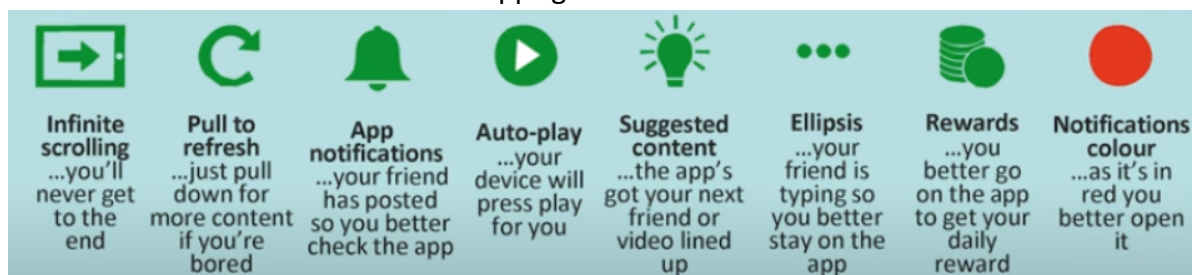 Infinite
scrolling
...you'll
never get
to the
end
Pull to
refresh
...just pull
down for
more content
if you're
bored
App
notifications
...your friend
has posted
so you better
check the app
Auto-play
...your
device will
press play
for you
Suggested
content
...the app's
got your next
friend or
video lined
up
Ellipsis
...your
friend is
typing so
you better
stay on the
app
Rewards
...you
better go
on the app
to get your
daily
reward
Notifications
colour
...as it's in
red you
better open
it